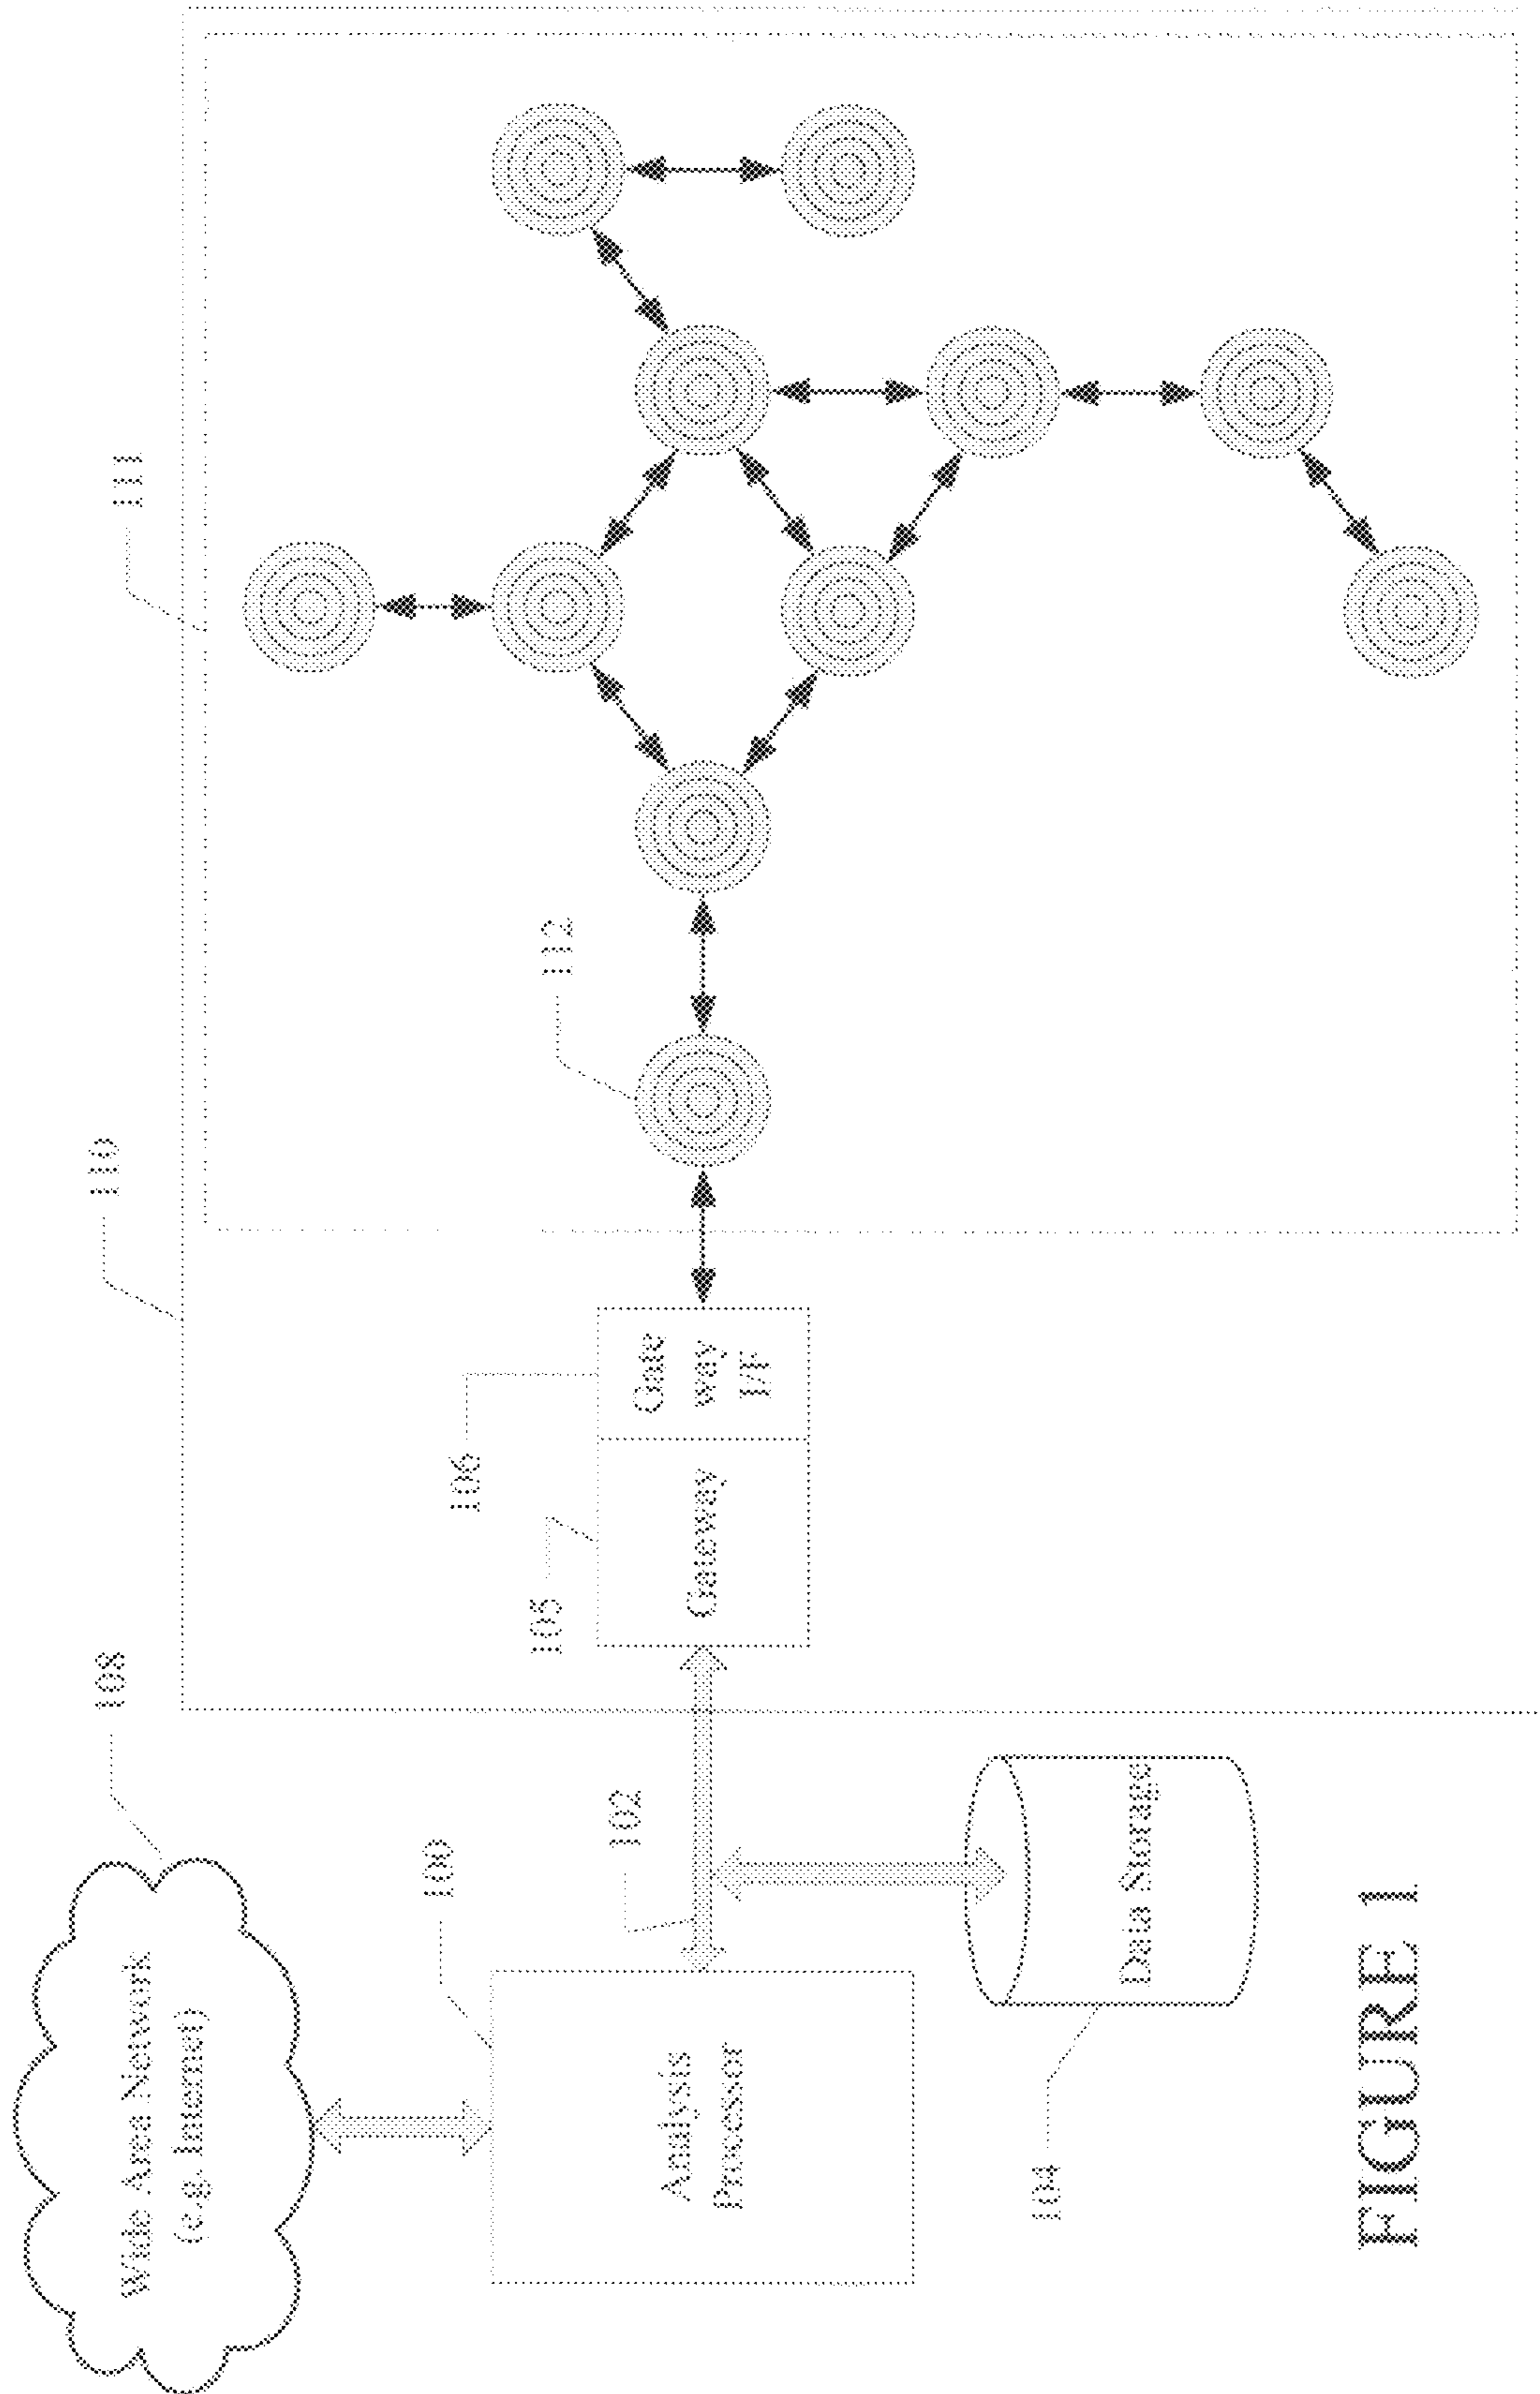 108
Wide Area Network
(e.g. Internet)
100
Analysis
Processor
102
104
Data Storage
105
Gateway
106
Gate
way
I/F
110
111
112
FIGURE 1